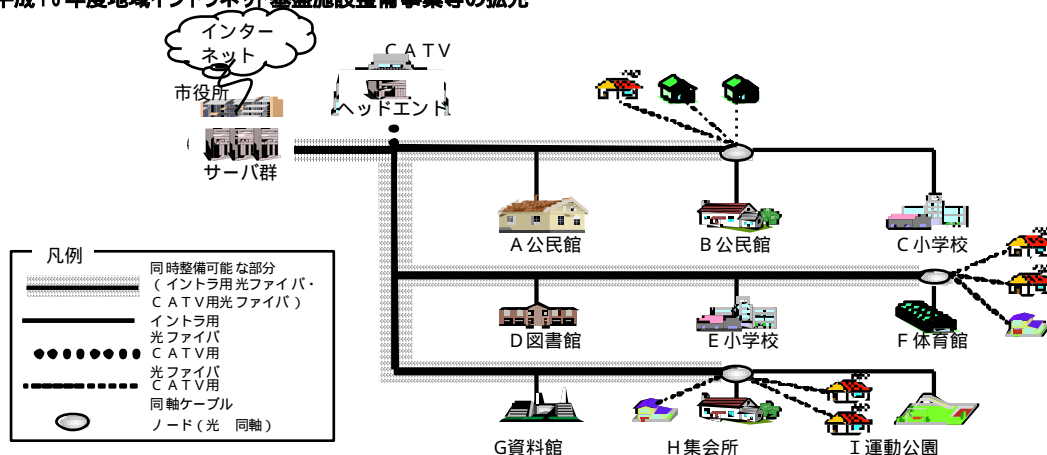 平成16年度地域イントラネット基盤施設整備事業等の拡充
インター
ネット
CATV
ヘッドエンド
市役所
サーバ群
A公民館
B公民館
C小学校
D図書館
E小学校
F体育館
G資料館
H集会所
I運動公園
凡例
同時整備可能な部分
(イントラ用光ファイバ・
CATV用光ファイバ)
イントラ用
光ファイバ
CATV用
光ファイバ
CATV用
同軸ケーブル
ノード(光 同軸)